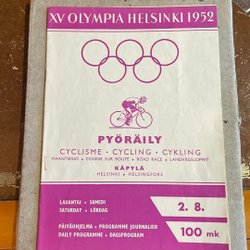 XV OLYMPIA HELSINKI 1952
PYÖRÄILY
CYCLISME · CYCLING · CYKLING
MAANTIEAJO · COURSE SUR ROUTE · ROAD RACE · LANDSVÄGSLOPPET
KÄPYLÄ
HELSINKI · HELSINGFORS
LAUANTAI · SAMEDI
SATURDAY · LÖRDAG
2. 8.
PÄIVÄOHJELMA · PROGRAMME JOURNALIER
DAILY PROGRAMME · DAGSPROGRAM
100 mk